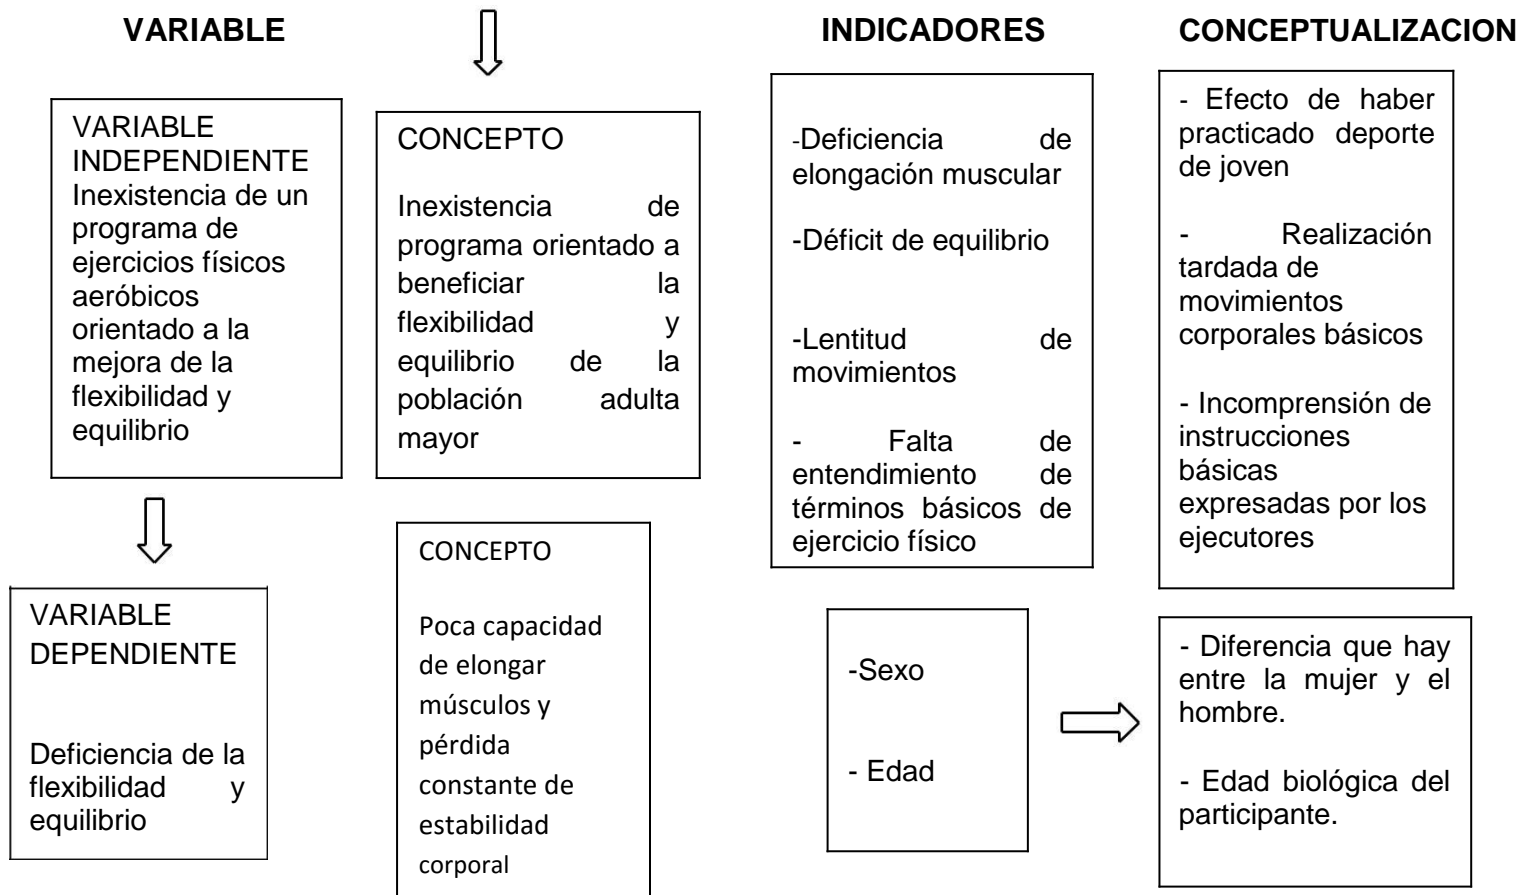 VARIABLE
INDICADORES
CONCEPTUALIZACION
VARIABLE
INDEPENDIENTE
Inexistencia de un
programa de
ejercicios físicos
aeróbicos
orientado a la
mejora de la
flexibilidad y
equilibrio
CONCEPTO
Inexistencia de
programa orientado a
beneficiar la
flexibilidad y
equilibrio de la
población adulta
mayor
-Deficiencia de
elongación muscular
-Déficit de equilibrio
-Lentitud de
movimientos
- Falta de
entendimiento de
términos básicos de
ejercicio físico
- Efecto de haber
practicado deporte
de joven
- Realización
tardada de
movimientos
corporales básicos
- Incomprensión de
instrucciones
básicas
expresadas por los
ejecutores
VARIABLE
DEPENDIENTE
Deficiencia de la
flexibilidad y
equilibrio
CONCEPTO
Poca capacidad
de elongar
músculos y
pérdida
constante de
estabilidad
corporal
-Sexo
- Edad
- Diferencia que hay
entre la mujer y el
hombre.
- Edad biológica del
participante.